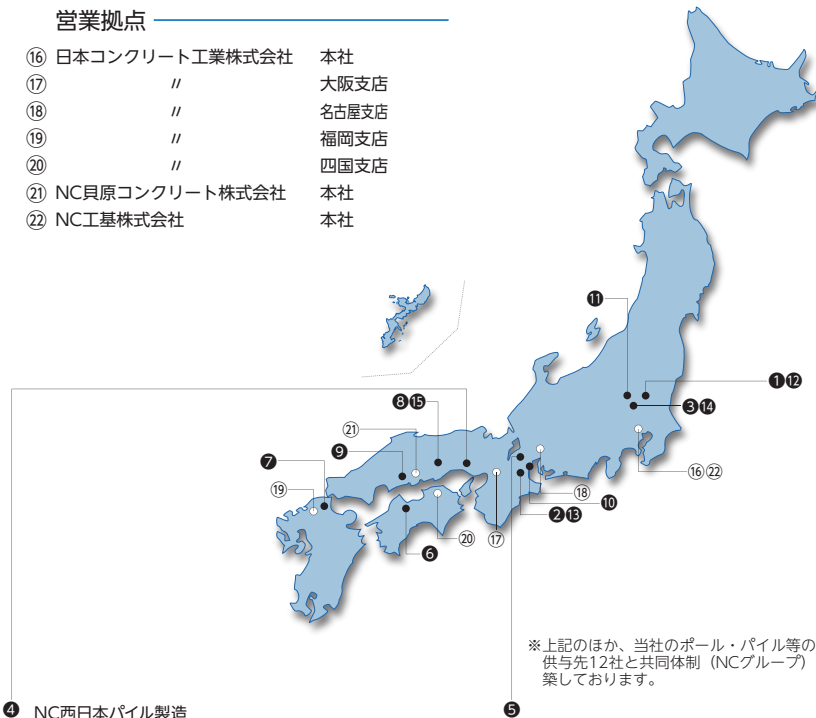 営業拠点
⑯ 日本コンクリート工業株式会社 本社
⑰ 〃 大阪支店
⑱ 〃 名古屋支店
⑲ 〃 福岡支店
⑳ 〃 四国支店
㉑ NC貝原コンクリート株式会社 本社
㉒ NC工基株式会社 本社
⓫
❶⓬
❸⓮
❽⓯
㉑
❾
❼
⑲
⑯㉒
⑱
❿
❷⓭
⑰
⑳
❻
※上記のほか、当社のポール・パイル等の
供与先12社と共同体制（NCグループ）
築しております。
❹ NC西日本パイル製造
❺